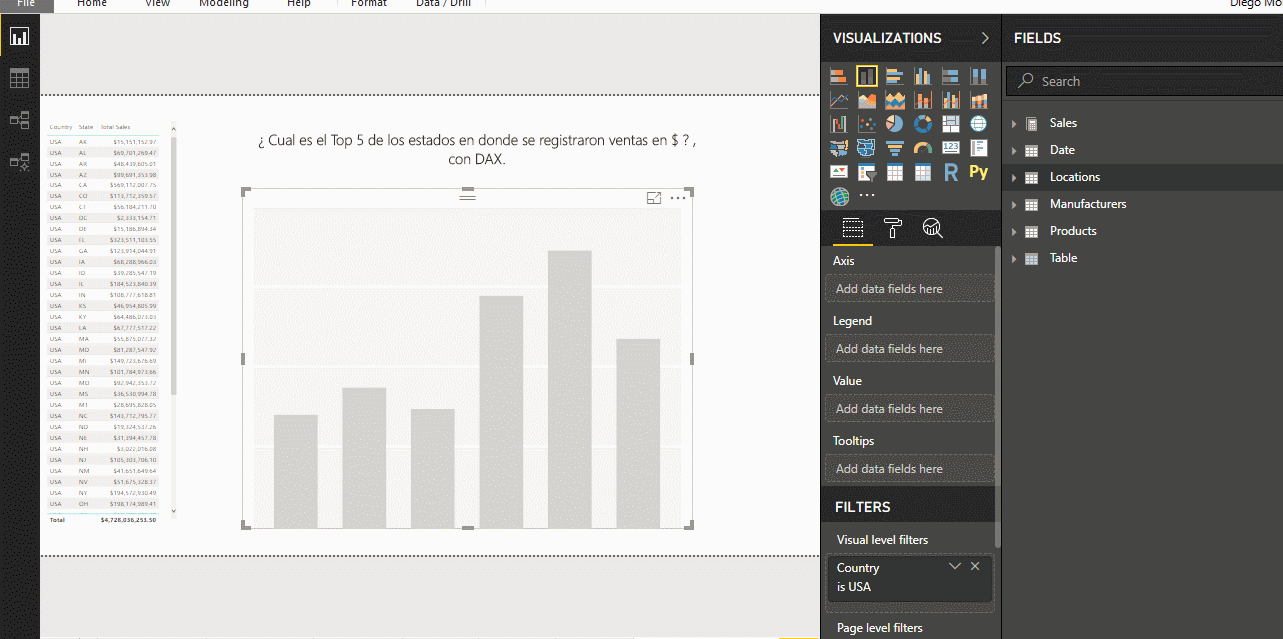 File Home View Modeling Help Format Data / Drill
VISUALIZATIONS
FIELDS
Search
Sales
Date
Locations
Manufacturers
Products
Table
R Py
Axis
Add data fields here
Legend
Add data fields here
Value
Add data fields here
Tooltips
Add data fields here
FILTERS
Visual level filters
Country
is USA
Page level filters
¿ Cual es el Top 5 de los estados en donde se registraron ventas en $ ? ,
con DAX.
Country State Total Sales
USA AK $15,151,152.97
USA AL $69,701,269.47
USA AR $48,439,605.01
USA AZ $99,691,353.98
USA CA $569,112,007.75
USA CO $113,712,359.57
USA CT $56,184,211.70
USA DC $2,333,154.71
USA DE $15,186,894.34
USA FL $323,511,103.55
USA GA $123,914,044.91
USA IA $68,288,966.03
USA ID $39,285,547.19
USA IL $184,523,840.39
USA IN $108,777,618.81
USA KS $46,954,805.99
USA KY $64,486,073.03
USA LA $67,777,517.22
USA MA $55,875,077.32
USA MD $81,287,547.92
USA MI $149,723,676.69
USA MN $101,784,973.66
USA MO $92,942,353.72
USA MS $36,538,994.78
USA MT $28,695,828.05
USA NC $143,712,795.77
USA ND $19,324,537.26
USA NE $31,394,457.78
USA NH $3,022,016.08
USA NJ $105,303,706.10
USA NM $41,651,649.64
USA NV $51,675,328.37
USA NY $194,572,930.49
USA OH $198,174,989.41
Total $4,728,036,253.50